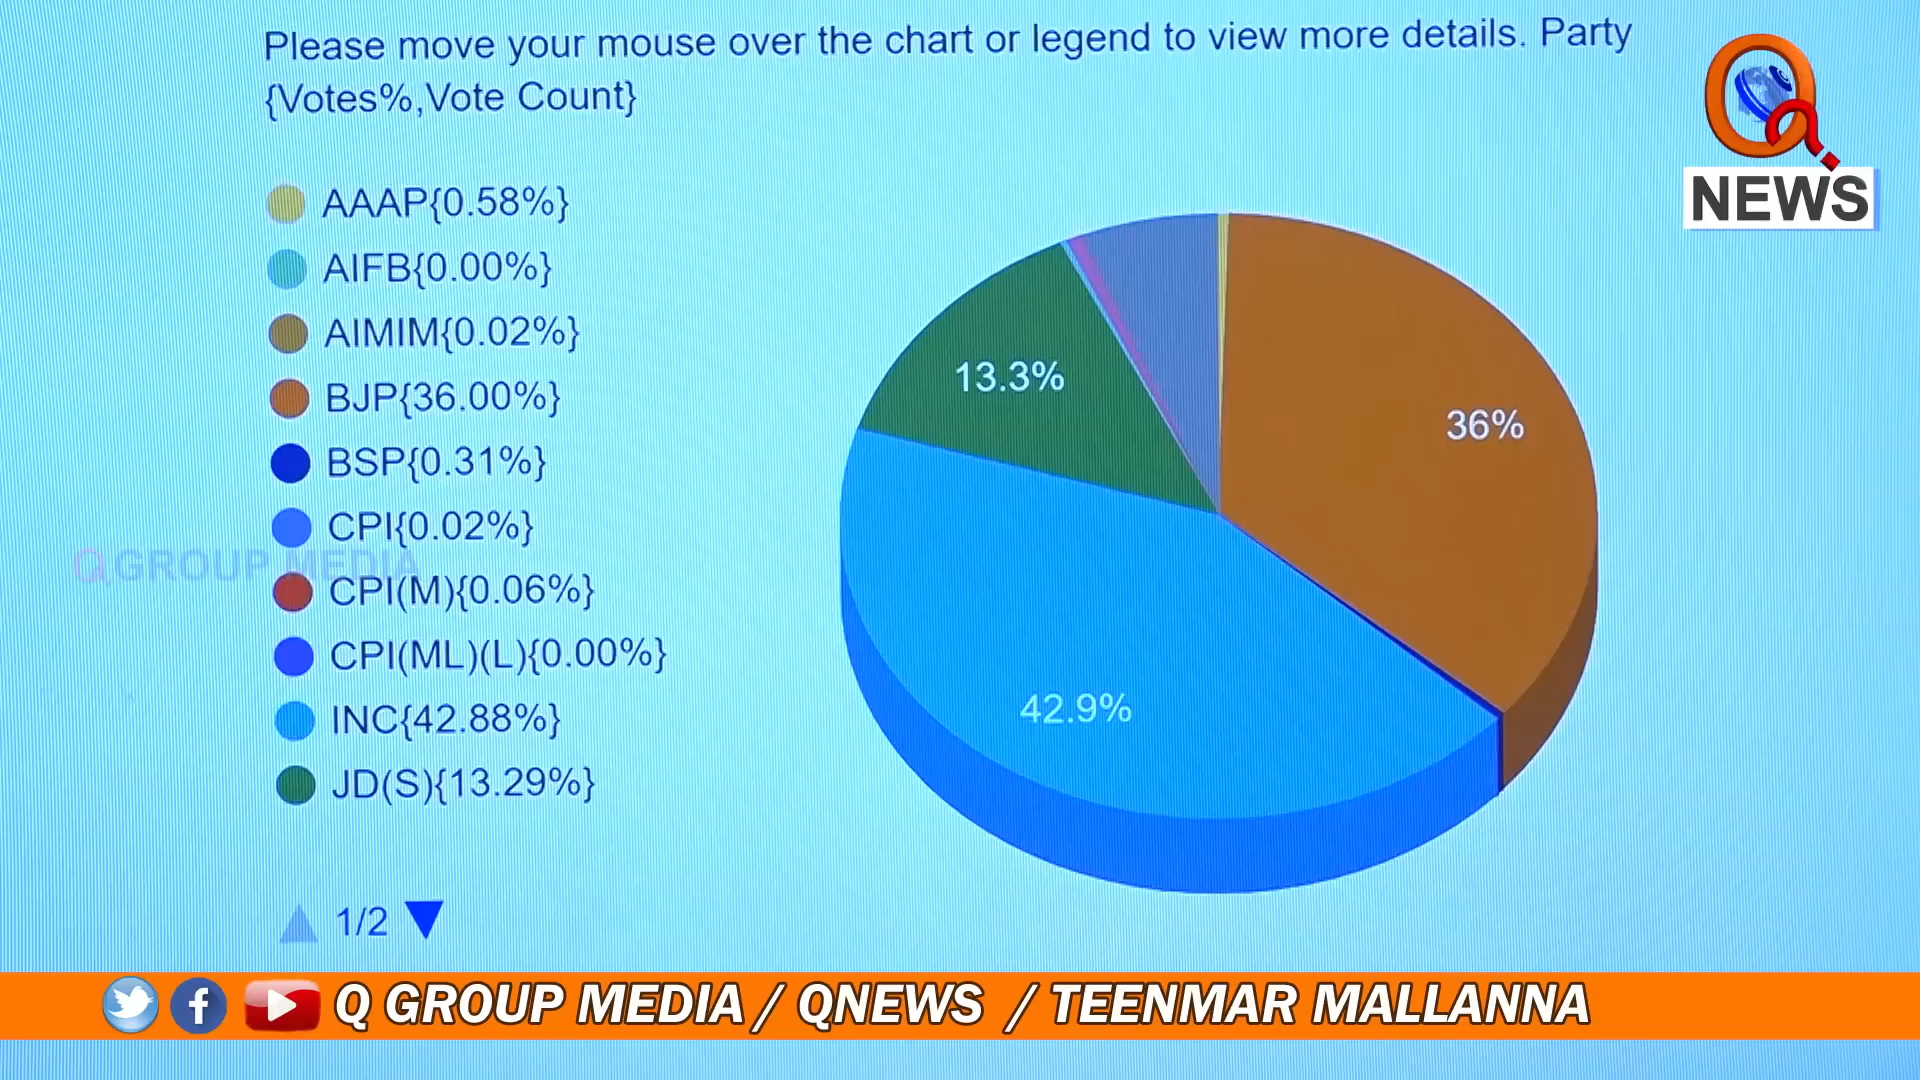 Please move your mouse over the chart or legend to view more details. Party
{Votes%,Vote Count}
NEWS
AAAP{0.58%}
AIFB{0.00%}
AIMIM{0.02%}
BJP{36.00%}
BSP{0.31%}
CPI{0.02%}
CPI(M){0.06%}
CPI(ML)(L){0.00%}
INC{42.88%}
JD(S){13.29%}
1/2
13.3%
36%
42.9%
Q GROUP MEDIA
Q GROUP MEDIA / QNEWS / TEENMAR MALLANNA